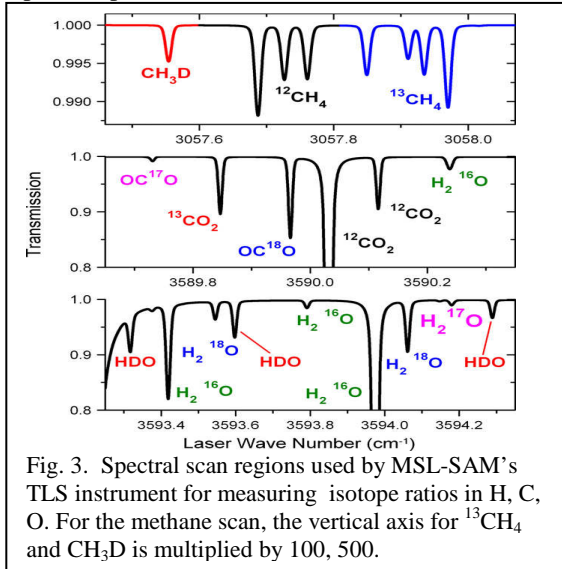 1.000
0.995
0.990
CH₃D
¹²CH₄
¹³CH₄
3057.6 3057.8 3058.0
Transmission
1.0
0.9
0.8
OC¹⁷O
¹³CO₂
OC¹⁸O
¹²CO₂
¹²CO₂
H₂ ¹⁶O
3589.8 3590.0 3590.2
1.0
0.9
0.8
HDO
H₂ ¹⁶O
H₂ ¹⁸O
HDO
H₂ ¹⁶O
H₂ ¹⁶O
H₂ ¹⁸O
H₂ ¹⁷O
HDO
3593.4 3593.6 3593.8 3594.0 3594.2
Laser Wave Number (cm⁻¹)
Fig. 3. Spectral scan regions used by MSL-SAM's
TLS instrument for measuring isotope ratios in H, C,
O. For the methane scan, the vertical axis for ¹³CH₄
and CH₃D is multiplied by 100, 500.